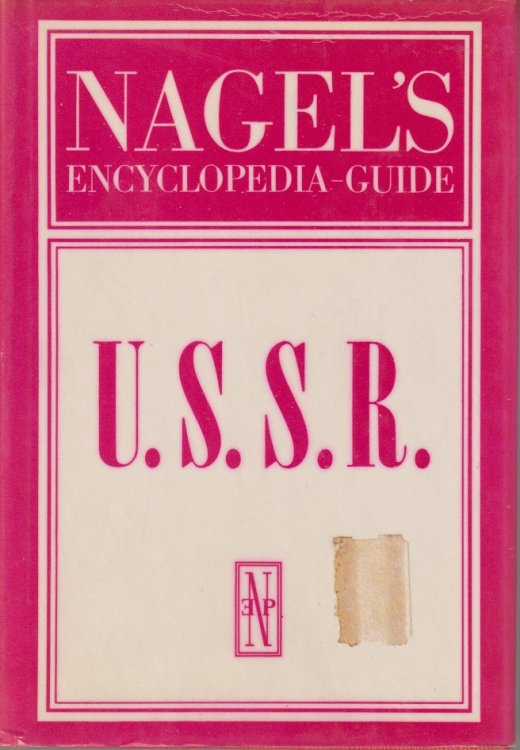 NAGEL'S
ENCYCLOPEDIA-GUIDE
U.S.S.R.
N
E P